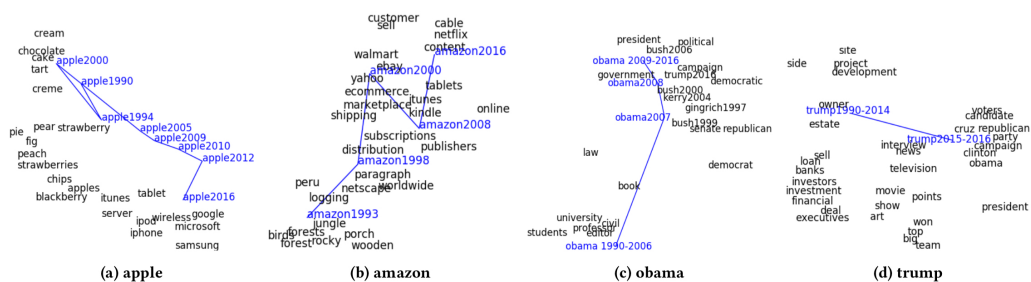 cream
chocolate
cake
apple2000
tart
apple1990
creme
apple1994
pear
strawberry
apple2005
pie
fig
apple2009
apple2010
peach
apple2012
strawberries
chips
apples
tablet
blackberry
itunes
apple2016
server
ipod
wireless
google
iphone
microsoft
samsung
(a) apple
customer
sell
cable
netflix
content
amazon2016
walmart
ebay
amazon2000
yahoo
tablets
ecommerce
itunes
marketplace
kindle
online
shipping
amazon2008
subscriptions
distribution
publishers
amazon1998
paragraph
peru
netscape
worldwide
logging
amazon1993
jungle
birds
forests
porch
forest
rocky
wooden
(b) amazon
president
political
bush2006
obama 2009-2016
campaign
government
trump2016
obama2008
democratic
bush2000
kerry2004
gingrich1997
obama2007
bush1999
senate
republican
law
democrat
book
university
civil
professor
students
editor
obama 1990-2006
(c) obama
site
side
project
development
owner
trump1990-2014
voters
candidate
estate
cruz
republican
trump2015-2016
party
interview
campaign
news
clinton
sell
obama
loan
banks
television
investors
investment
movie
points
financial
show
president
deal
art
executives
won
top
big
team
(d) trump